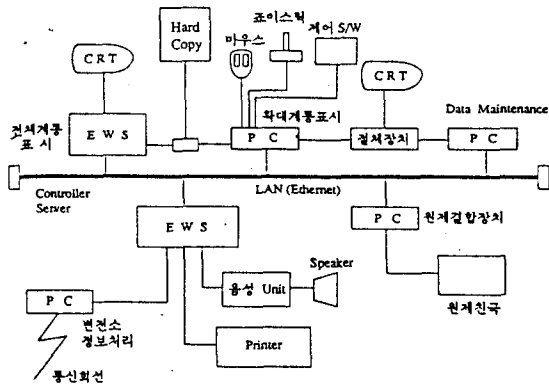 Hard
Copy
죠이스틱
제어 S/W
마우스
CRT
CRT
전체계통
표 시
E W S
확대계통표시
P C
절체장치
Data Maintenance
P C
Controller
Server
LAN (Ethernet)
E W S
P C
원제결합장치
Speaker
음성 Unit
원제친국
P C
변전소
정보처리
Printer
통신회선